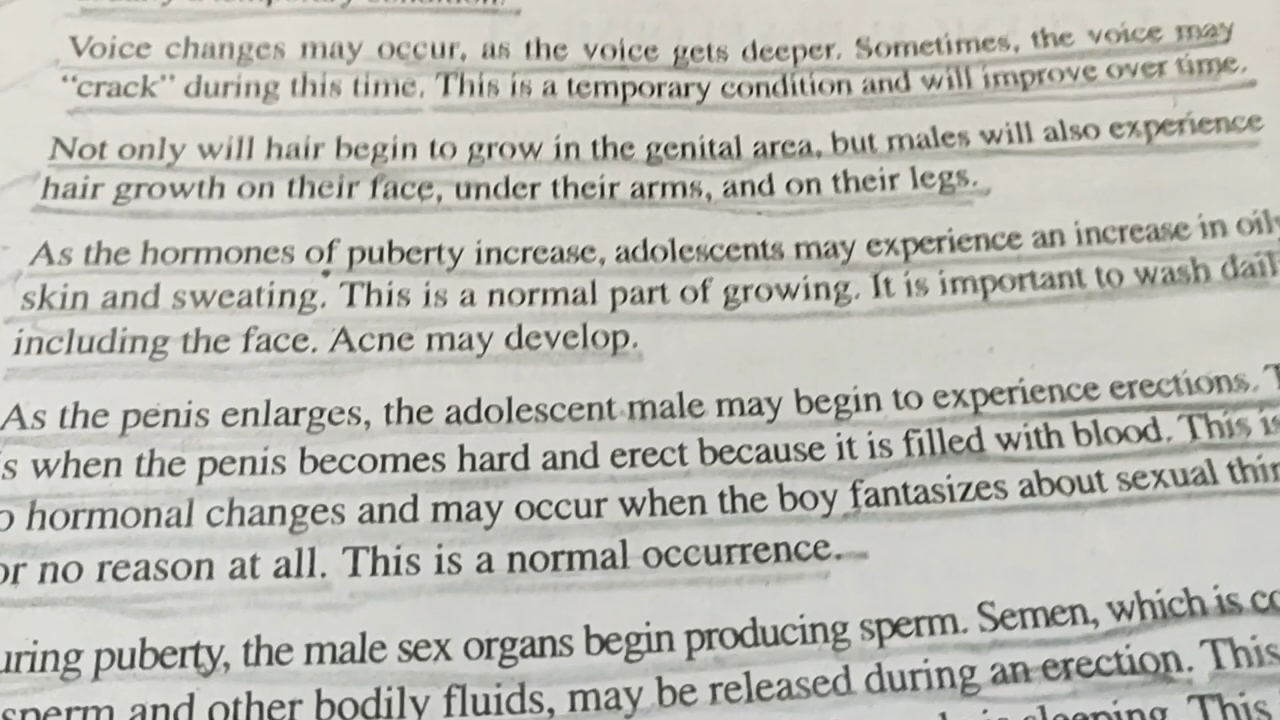 Voice changes may occur, as the voice gets deeper. Sometimes, the voice may
"crack" during this time. This is a temporary condition and will improve over time.
Not only will hair begin to grow in the genital area, but males will also experience
hair growth on their face, under their arms, and on their legs.
As the hormones of puberty increase, adolescents may experience an increase in oil
skin and sweating. This is a normal part of growing. It is important to wash dail
including the face. Acne may develop.
As the penis enlarges, the adolescent male may begin to experience erections. T
s when the penis becomes hard and erect because it is filled with blood. This is
o hormonal changes and may occur when the boy fantasizes about sexual thin
or no reason at all. This is a normal occurrence.
uring puberty, the male sex organs begin producing sperm. Semen, which is co
sperm and other bodily fluids, may be released during an erection. This
sleeping. This